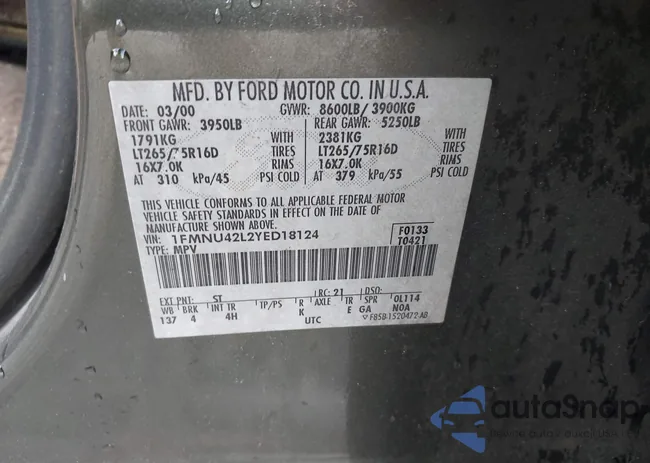 MFD. BY FORD MOTOR CO. IN U.S.A.
DATE: 03/00 GVWR: 8600LB/ 3900KG
FRONT GAWR: 3950LB REAR GAWR: 5250LB
1791KG WITH 2381KG WITH
LT265/75R16D TIRES LT265/75R16D TIRES
16X7.0K RIMS 16X7.0K RIMS
AT 310 kPa/45 PSI COLD AT 379 kPa/55 PSI COLD
THIS VEHICLE CONFORMS TO ALL APPLICABLE FEDERAL MOTOR
VEHICLE SAFETY STANDARDS IN EFFECT ON THE DATE OF
MANUFACTURE SHOWN ABOVE.
VIN: 1FMNU42L2YED18124 F0133
TYPE: MPV T0421
EXT PNT: ST RC: 21 DSO:
WB BRK INT TR TP/PS R AXLE TR SPR 0L114
137 4 4H K E GA N0A
UTC F85B-1520472-AB
autosnap